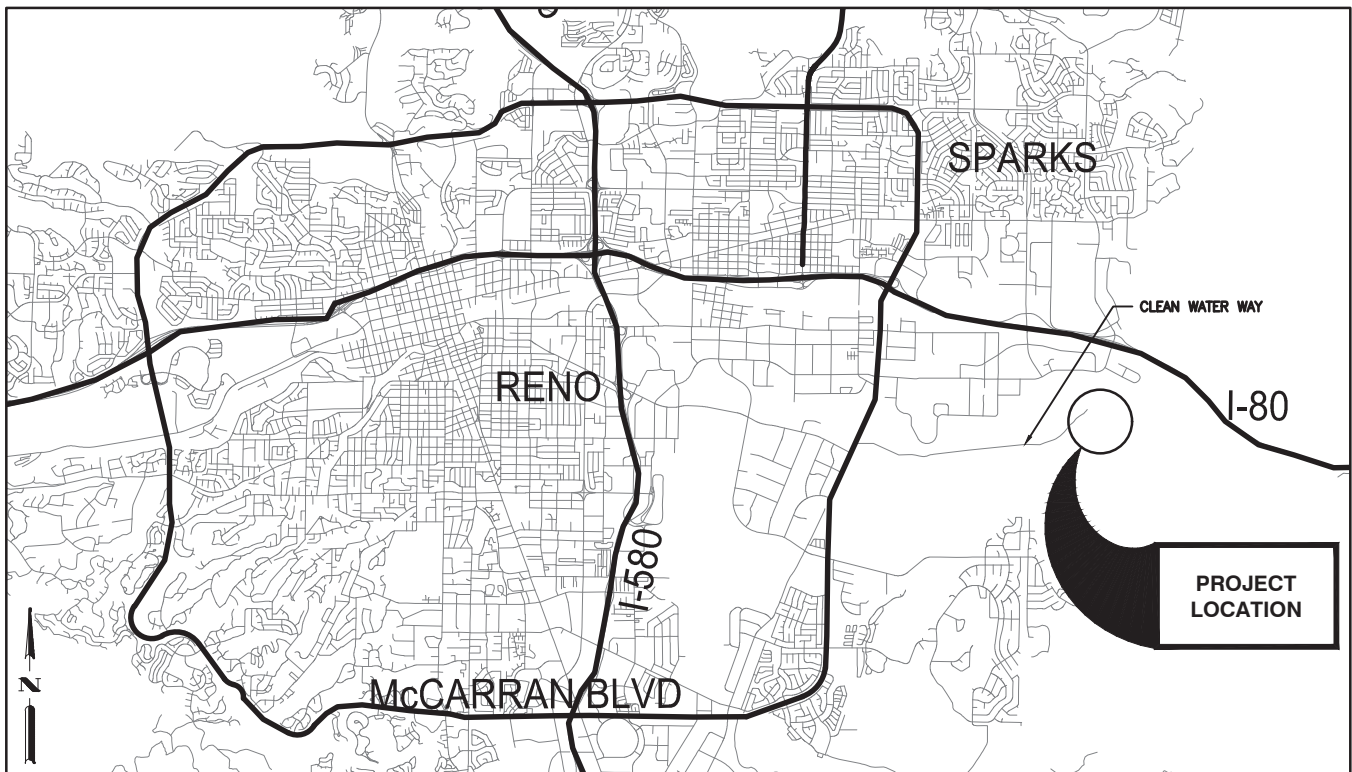 SPARKS
CLEAN WATER WAY
RENO
I-80
I-580
PROJECT
LOCATION
N
McCARRAN BLVD